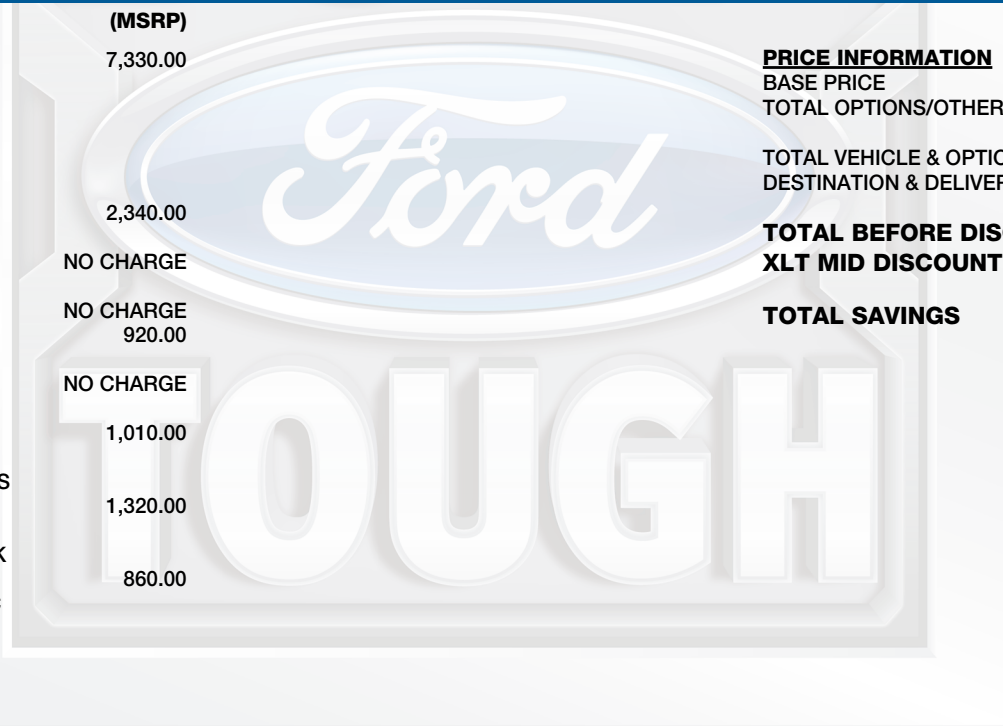 (MSRP)
7,330.00
2,340.00
NO CHARGE
NO CHARGE
920.00
NO CHARGE
1,010.00
S
1,320.00
K
860.00
PRICE INFORMATION
BASE PRICE
TOTAL OPTIONS/OTHER
TOTAL VEHICLE & OPTIO
DESTINATION & DELIVER
TOTAL BEFORE DIS
XLT MID DISCOUNT
TOTAL SAVINGS
Ford
TOUGH